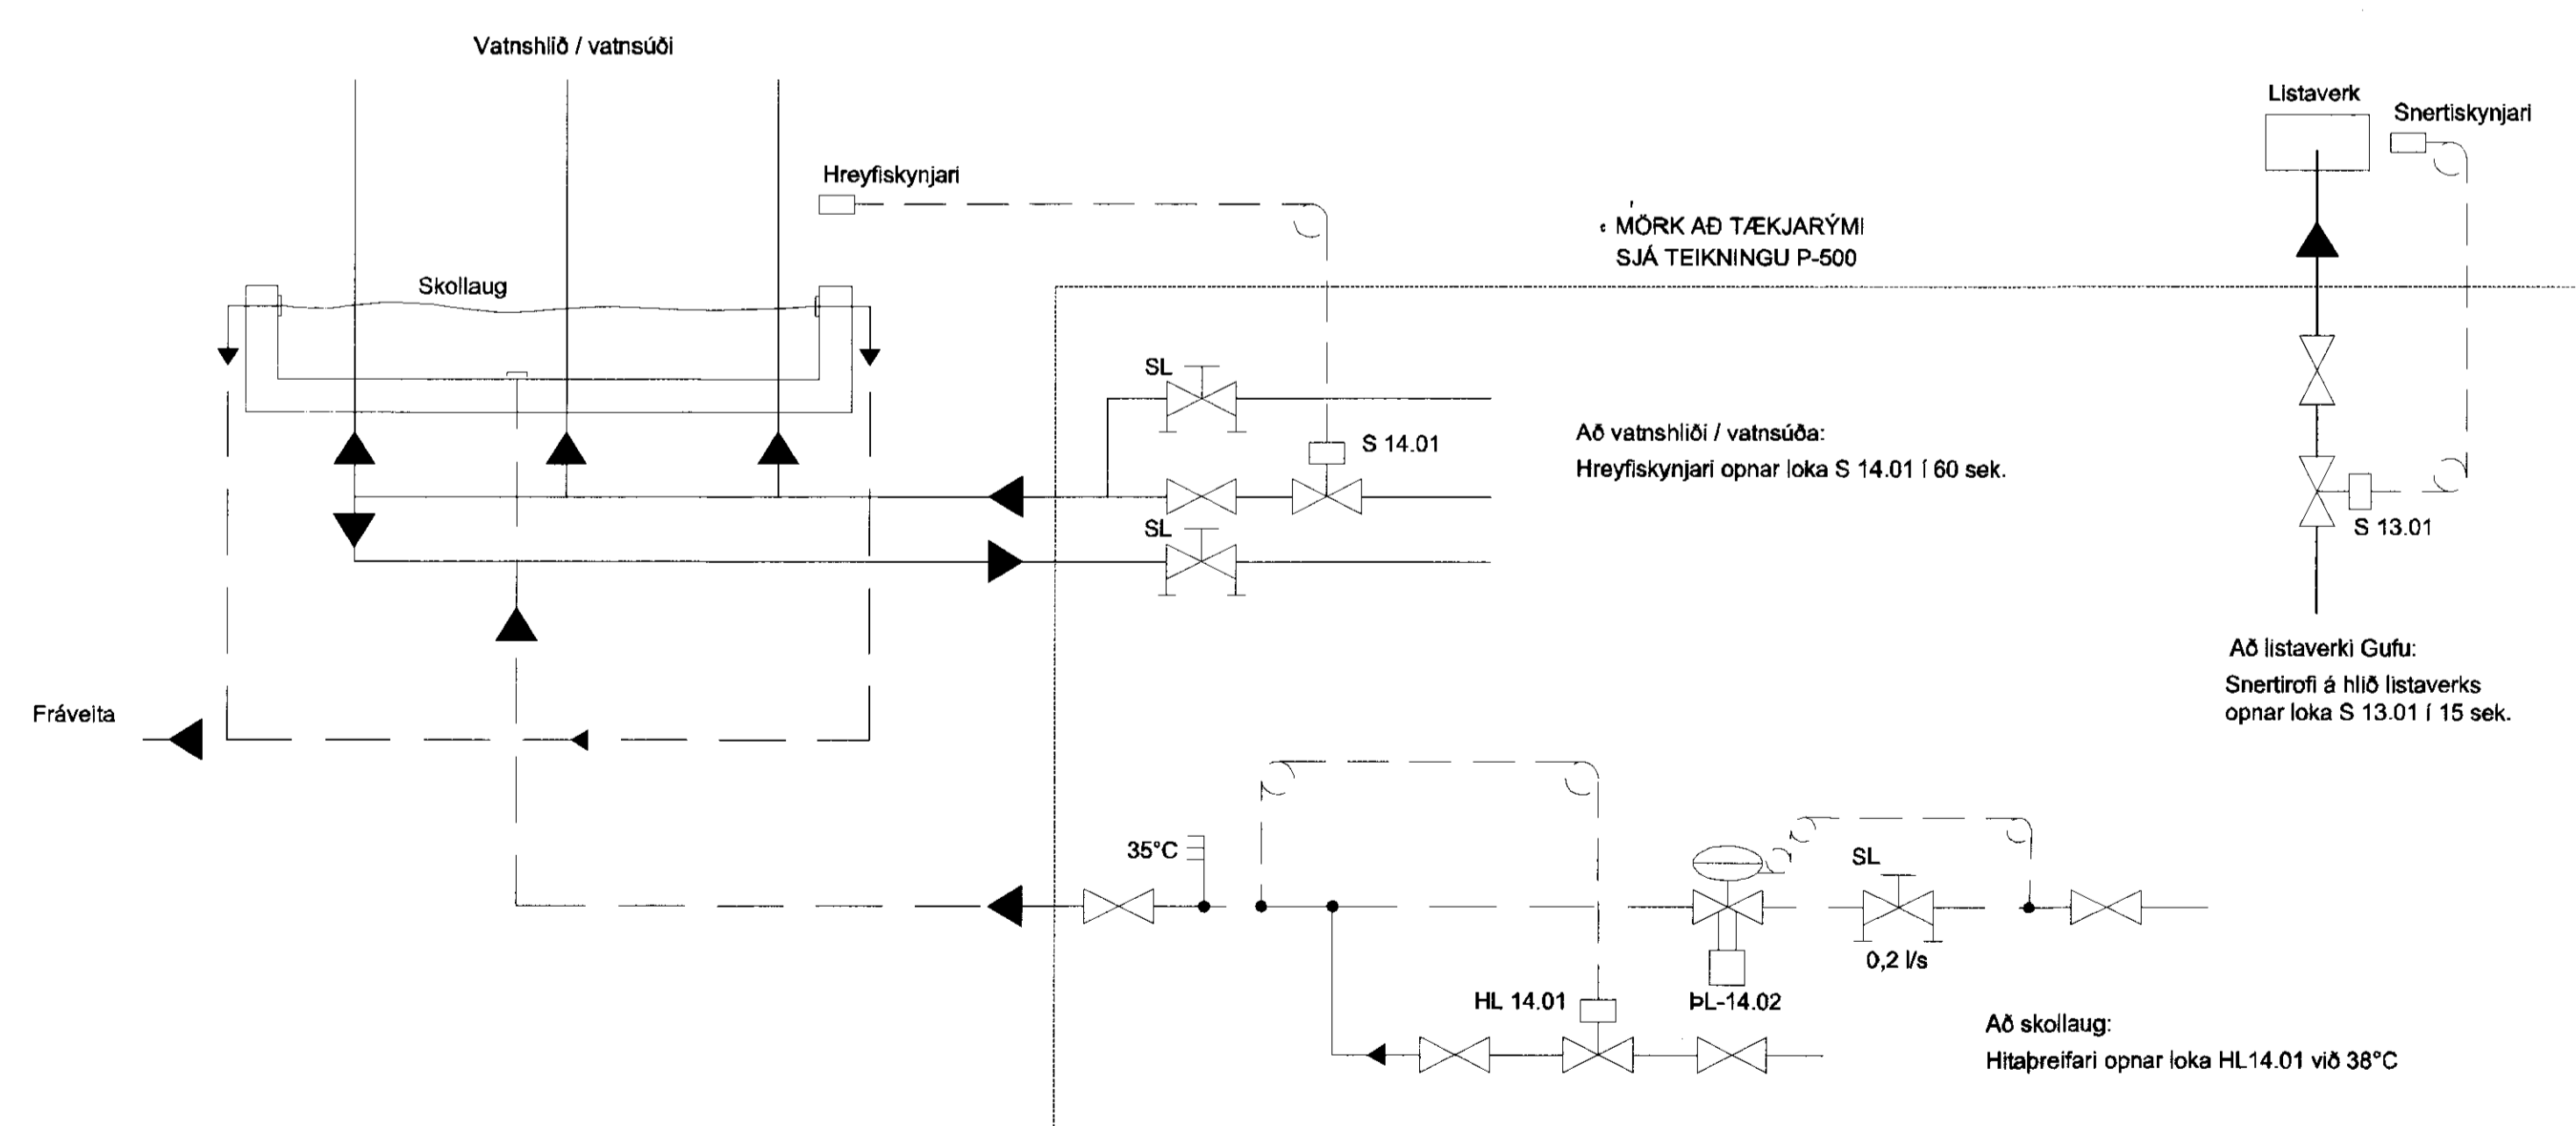 Vatnshlið / vatnsúði
Listaverk
Snertiskynjari
Hreyfiskynjari
MÖRK AÐ TÆKJARÝMI
SJÁ TEIKNINGU P-500
Skollaug
SL
S 14.01
Að vatnshliði / vatnsúða:
Hreyfiskynjari opnar loka S 14.01 í 60 sek.
SL
S 13.01
Að listaverki Gufu:
Snertirofi á hlið listaverks
opnar loka S 13.01 í 15 sek.
Fráveita
35°C
SL
0,2 l/s
HL 14.01
ÞL-14.02
Að skollaug:
Hitaþreifari opnar loka HL14.01 við 38°C